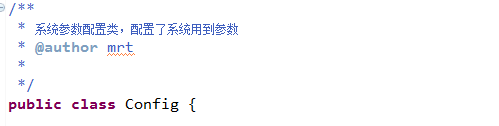 /**
 * 系统参数配置类，配置了系统用到参数
 * @author mrt
 *
 */
public class Config {